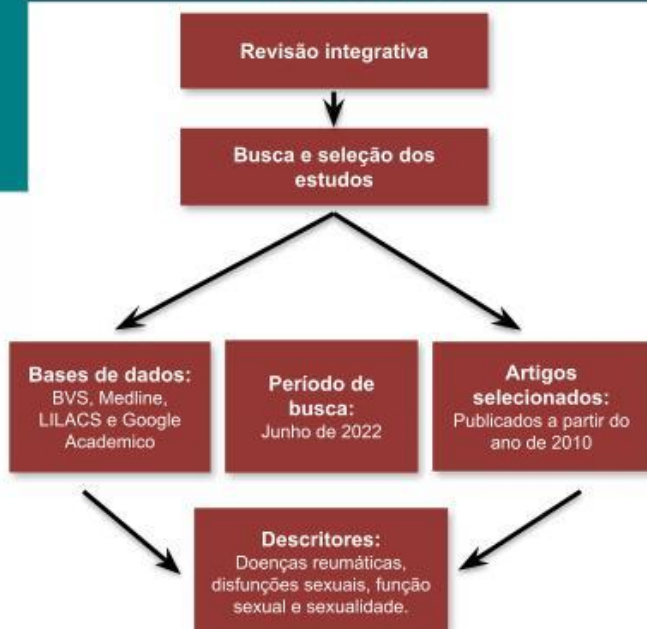 Revisão integrativa
Busca e seleção dos
estudos
Bases de dados:
BVS, Medline,
LILACS e Google
Academico
Período de
busca:
Junho de 2022
Artigos
selecionados:
Publicados a partir do
ano de 2010
Descritores:
Doenças reumáticas,
disfunções sexuais, função
sexual e sexualidade.